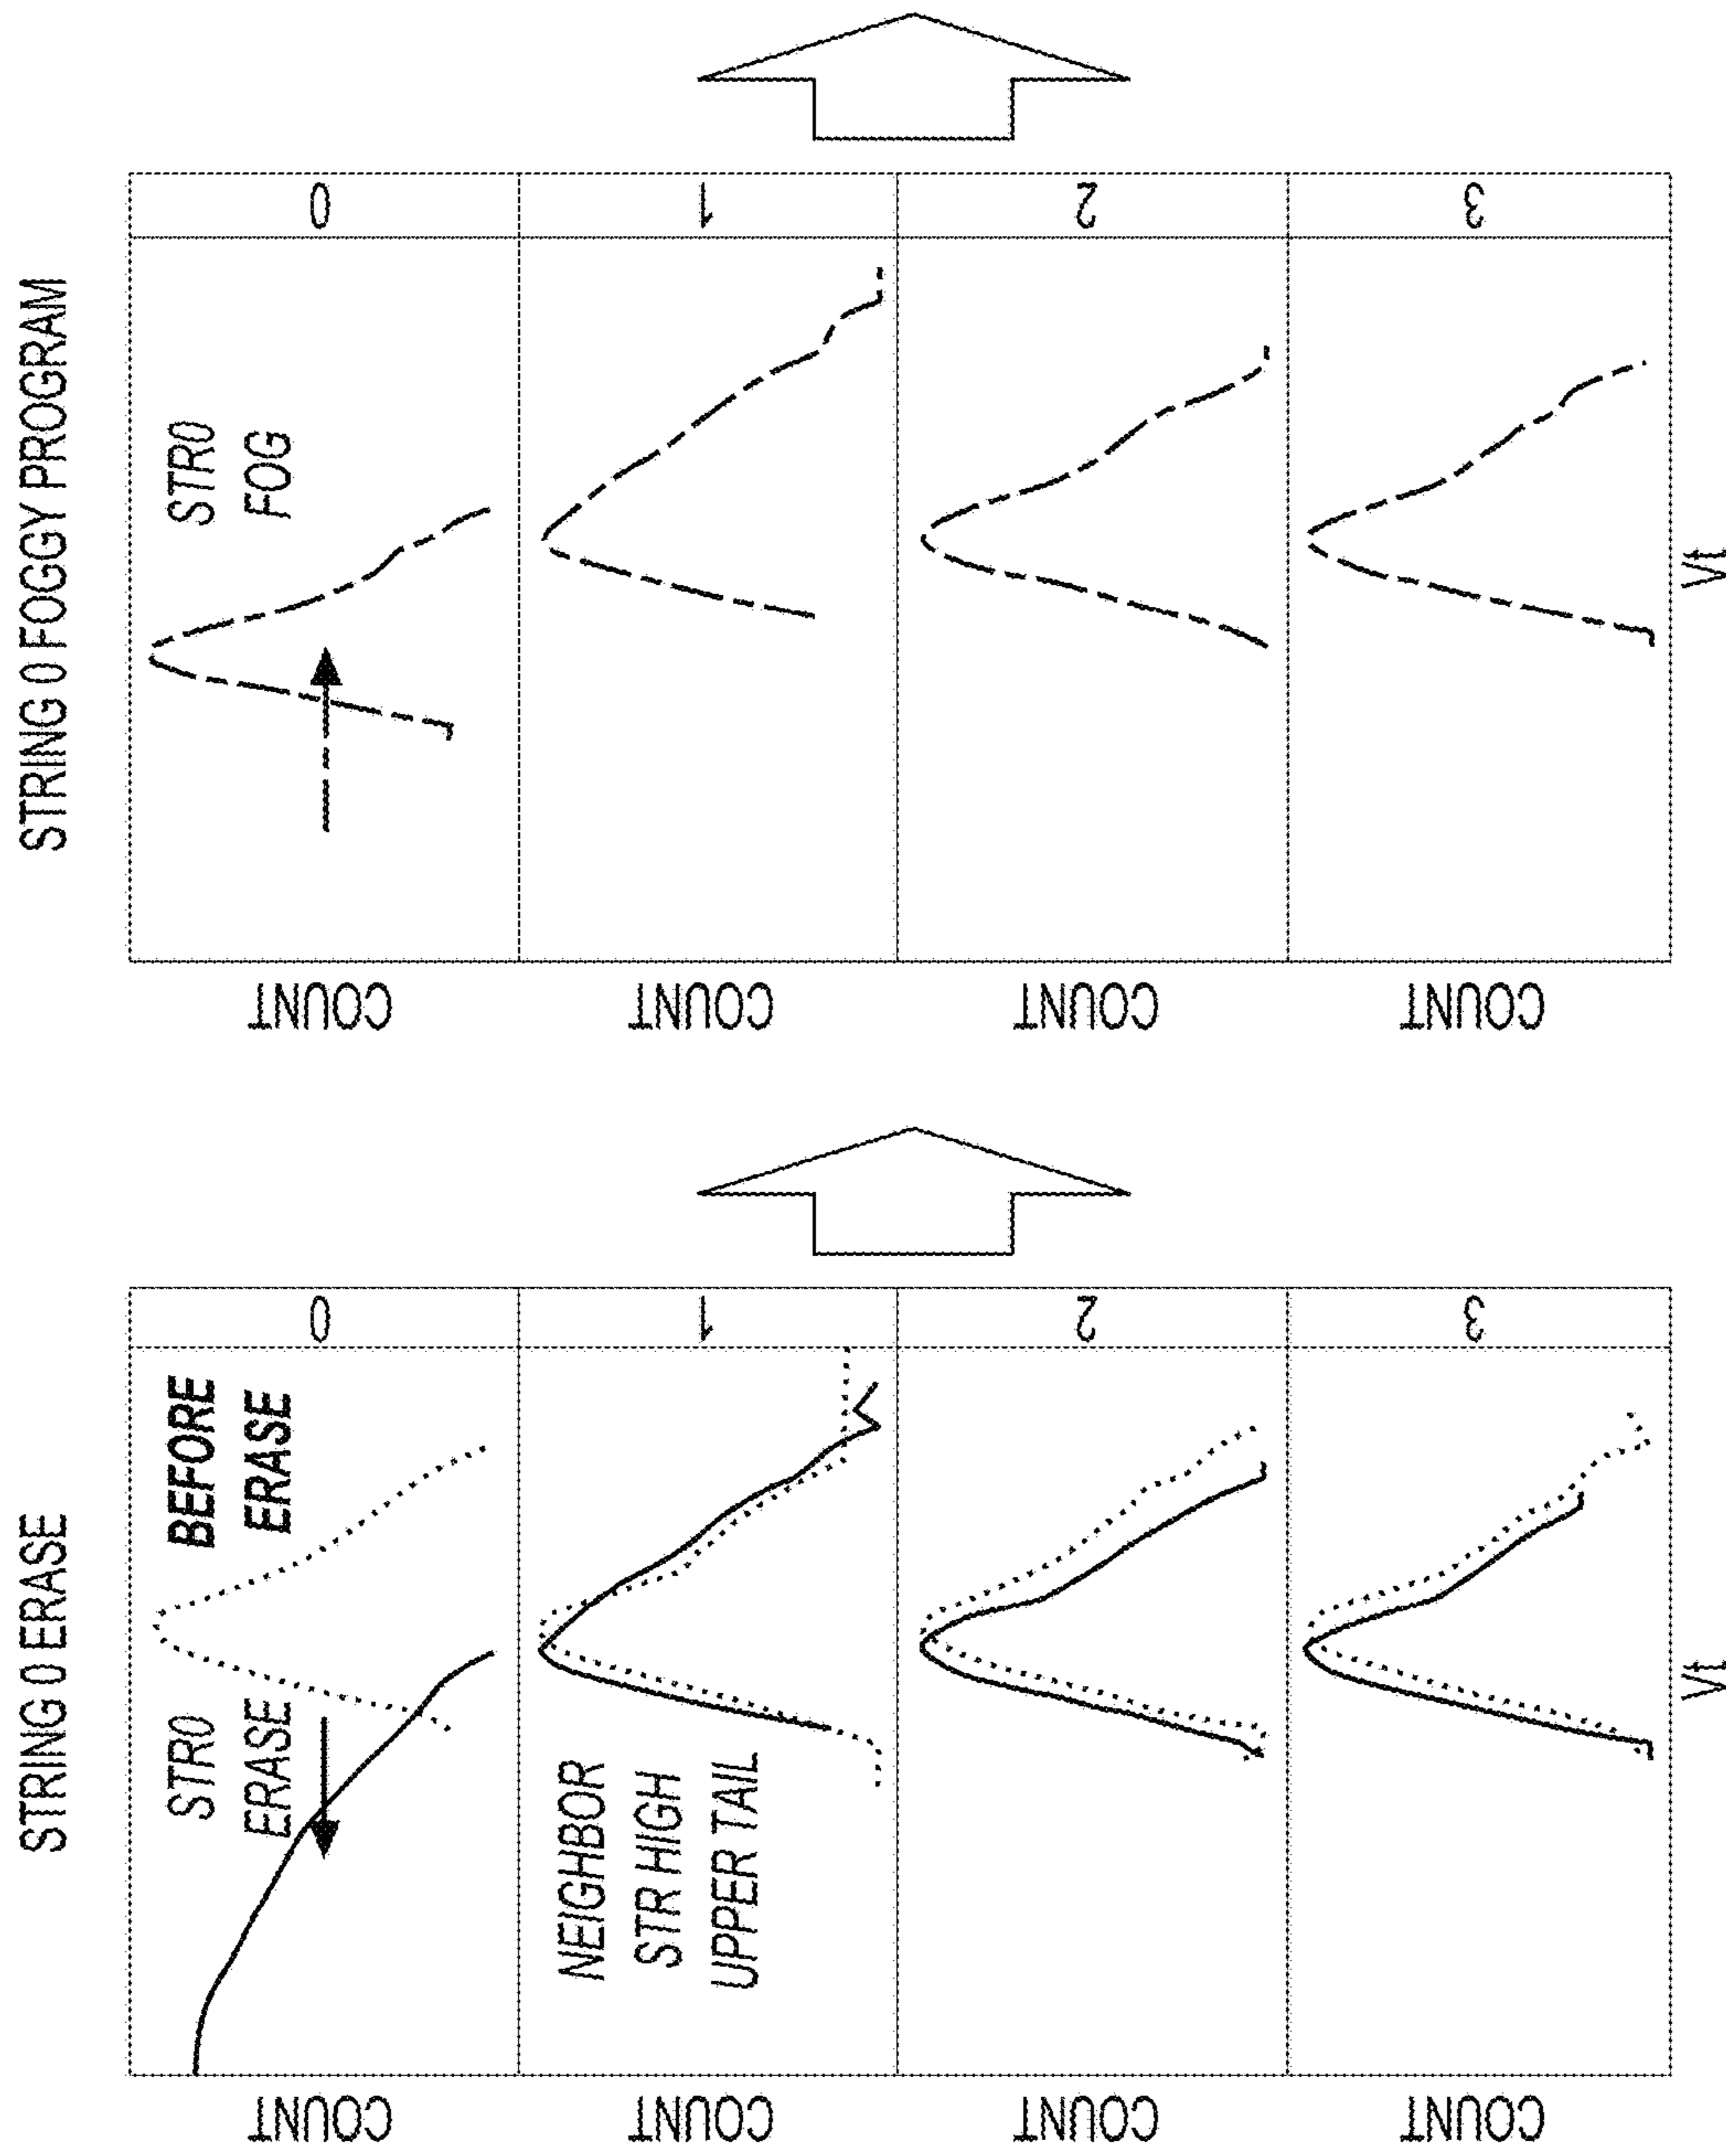 STRING 0 ERASE
COUNT
STR0
ERASE
BEFORE
ERASE
0
COUNT
NEIGHBOR
STR HIGH
UPPER TAIL
1
COUNT
2
COUNT
3
Vt
STRING 0 FOGGY PROGRAM
COUNT
STR0
FOG
0
COUNT
1
COUNT
2
COUNT
3
Vt